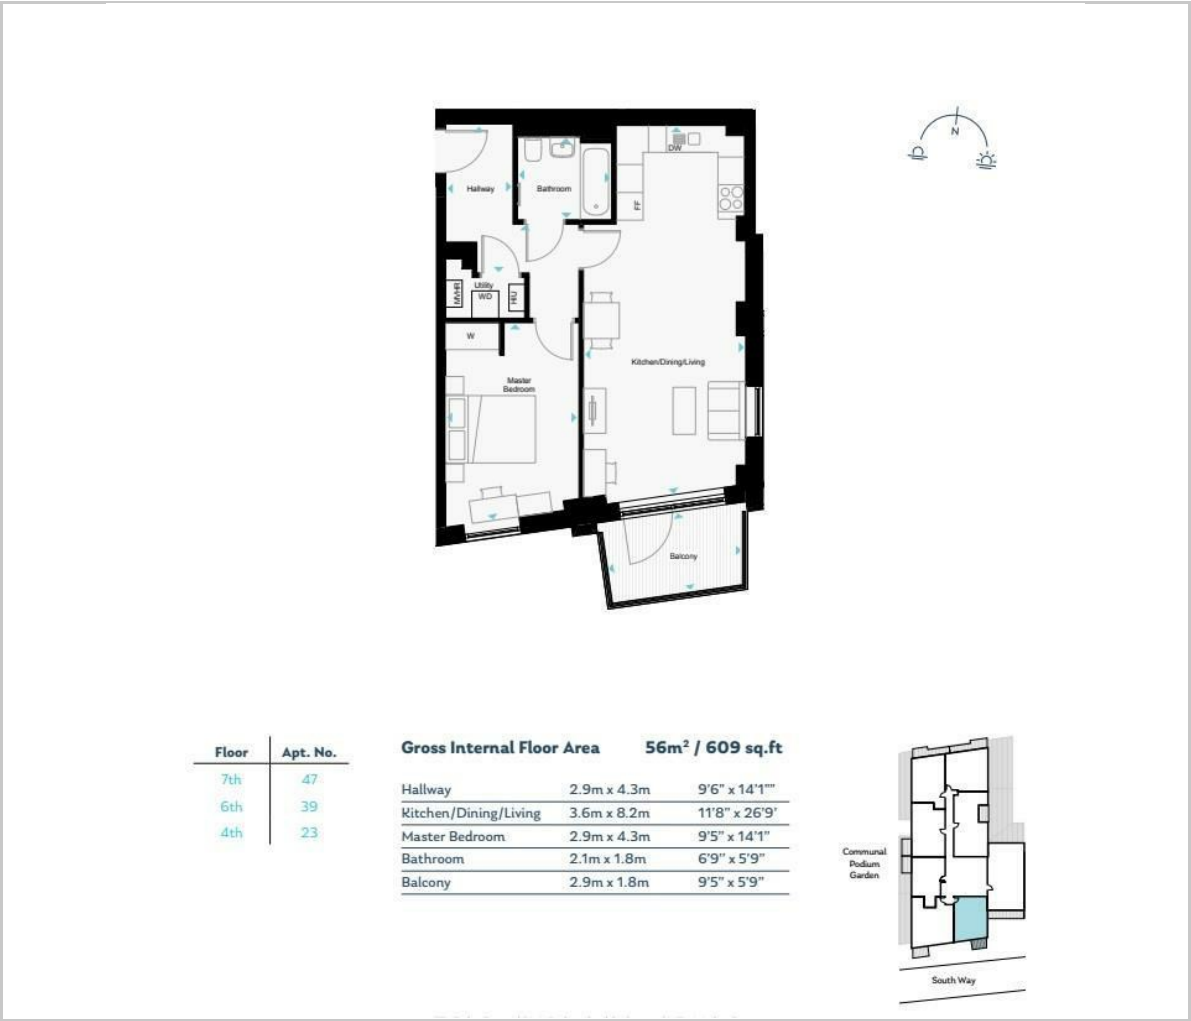 N
DW
Hallway
Bathroom
FF
Utility
WD
MVHR
HIU
W
Kitchen/Dining/Living
Master
Bedroom
Balcony
Floor Apt. No.
7th 47
6th 39
4th 23
Gross Internal Floor Area 56m² / 609 sq.ft
Hallway 2.9m x 4.3m 9'6" x 14'1""
Kitchen/Dining/Living 3.6m x 8.2m 11'8" x 26'9'
Master Bedroom 2.9m x 4.3m 9'5" x 14'1"
Bathroom 2.1m x 1.8m 6'9" x 5'9"
Balcony 2.9m x 1.8m 9'5" x 5'9"
Communal
Podium
Garden
South Way